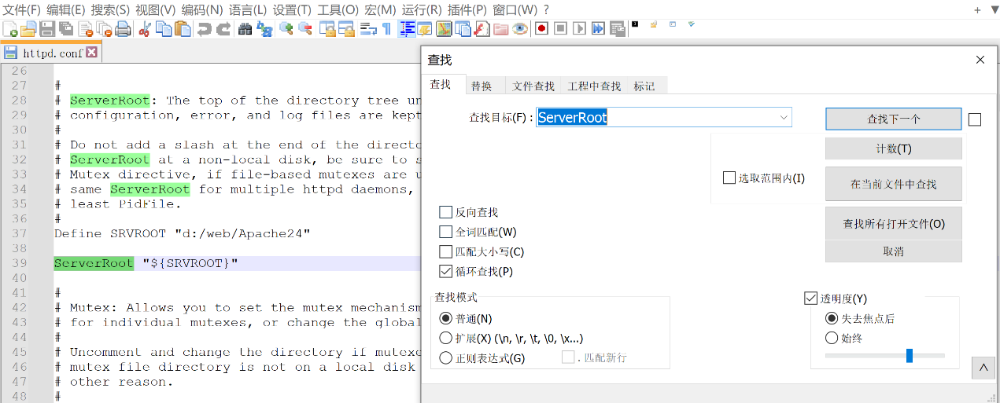 文件(F) 编辑(E) 搜索(S) 视图(V) 编码(N) 语言(L) 设置(T) 工具(O) 宏(M) 运行(R) 插件(P) 窗口(W) ?
httpd.conf
26
27 #
28 # ServerRoot: The top of the directory tree un
29 # configuration, error, and log files are kept
30 #
31 # Do not add a slash at the end of the directo
32 # ServerRoot at a non-local disk, be sure to s
33 # Mutex directive, if file-based mutexes are u
34 # same ServerRoot for multiple httpd daemons,
35 # least PidFile.
36 #
37 Define SRVROOT "d:/web/Apache24"
38
39 ServerRoot "${SRVROOT}"
40
41 #
42 # Mutex: Allows you to set the mutex mechanism
43 # for individual mutexes, or change the global
44 #
45 # Uncomment and change the directory if mutexe
46 # mutex file directory is not on a local disk
47 # other reason.
48 #
查找
查找 替换 文件查找 工程中查找 标记
查找目标(F) : ServerRoot
查找下一个
计数(T)
选取范围内(I)
在当前文件中查找
反向查找
查找所有打开文件(O)
全词匹配(W)
匹配大小写(C)
取消
循环查找(P)
查找模式
普通(N)
扩展(X) (\n, \r, \t, \0, \x...)
正则表达式(G) . 匹配新行
透明度(Y)
失去焦点后
始终